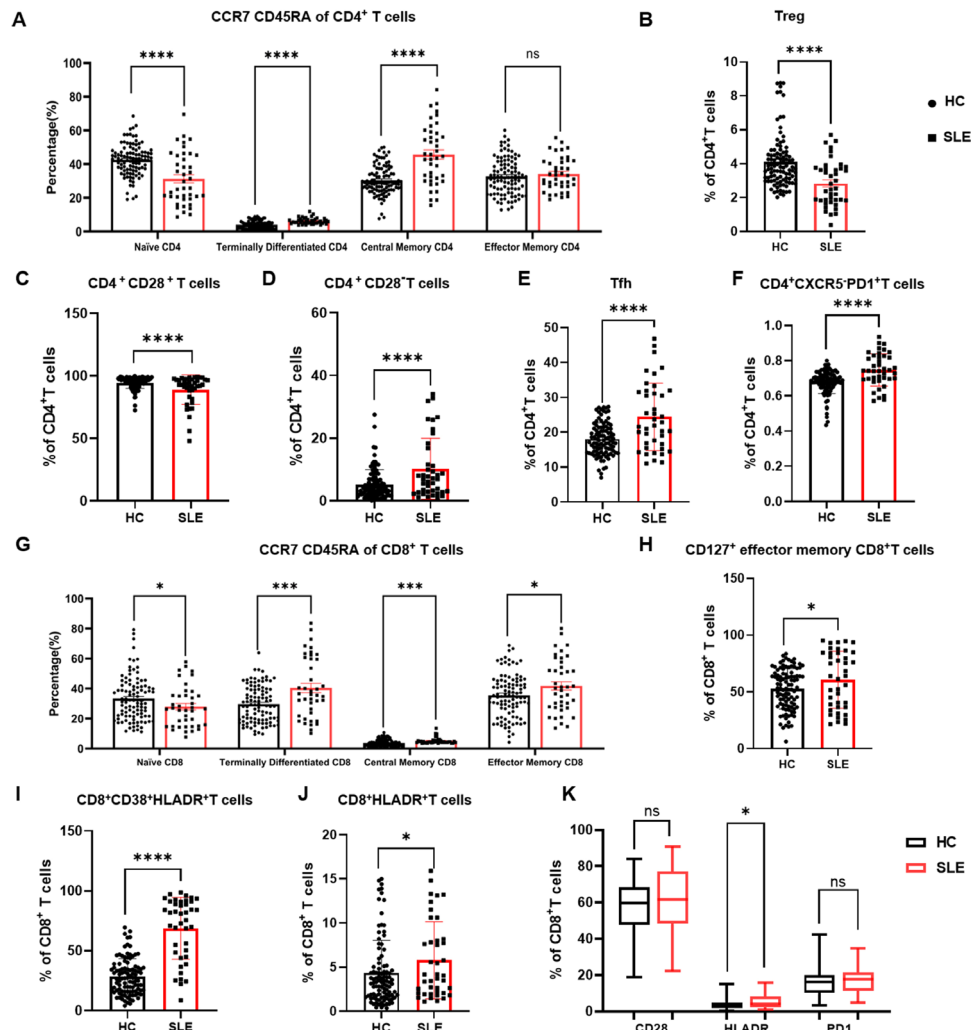 A
CCR7 CD45RA of CD4+ T cells
B
Treg
Percentage(%)
100
80
60
40
20
0
****
****
****
ns
Naïve CD4
Terminally Differentiated CD4
Central Memory CD4
Effector Memory CD4
% of CD4+T cells
10
8
6
4
2
0
****
HC
SLE
HC
SLE
C
CD4 + CD28 + T cells
%of CD4+T cells
150
100
50
0
****
HC
SLE
D
CD4 + CD28-T cells
%of CD4+T cells
60
40
20
0
****
HC
SLE
E
Tfh
%of CD4+T cells
50
40
30
20
10
0
****
HC
SLE
F
CD4+CXCR5-PD1+T cells
%of CD4+T cells
1.0
0.8
0.6
0.4
0.2
0.0
****
HC
SLE
G
CCR7 CD45RA of CD8+ T cells
Percentage(%)
100
80
60
40
20
0
*
***
***
*
Naïve CD8
Terminally Differentiated CD8
Central Memory CD8
Effector Memory CD8
H
CD127+ effector memory CD8+T cells
% of CD8+ T cells
150
100
50
0
*
HC
SLE
I
CD8+CD38+HLADR+T cells
% of CD8+ T cells
150
100
50
0
****
HC
SLE
J
CD8+HLADR+T cells
% of CD8+ T cells
20
15
10
5
0
*
HC
SLE
K
% of CD8+T cells
100
80
60
40
20
0
ns
*
ns
CD28
HLADR
PD1
HC
SLE